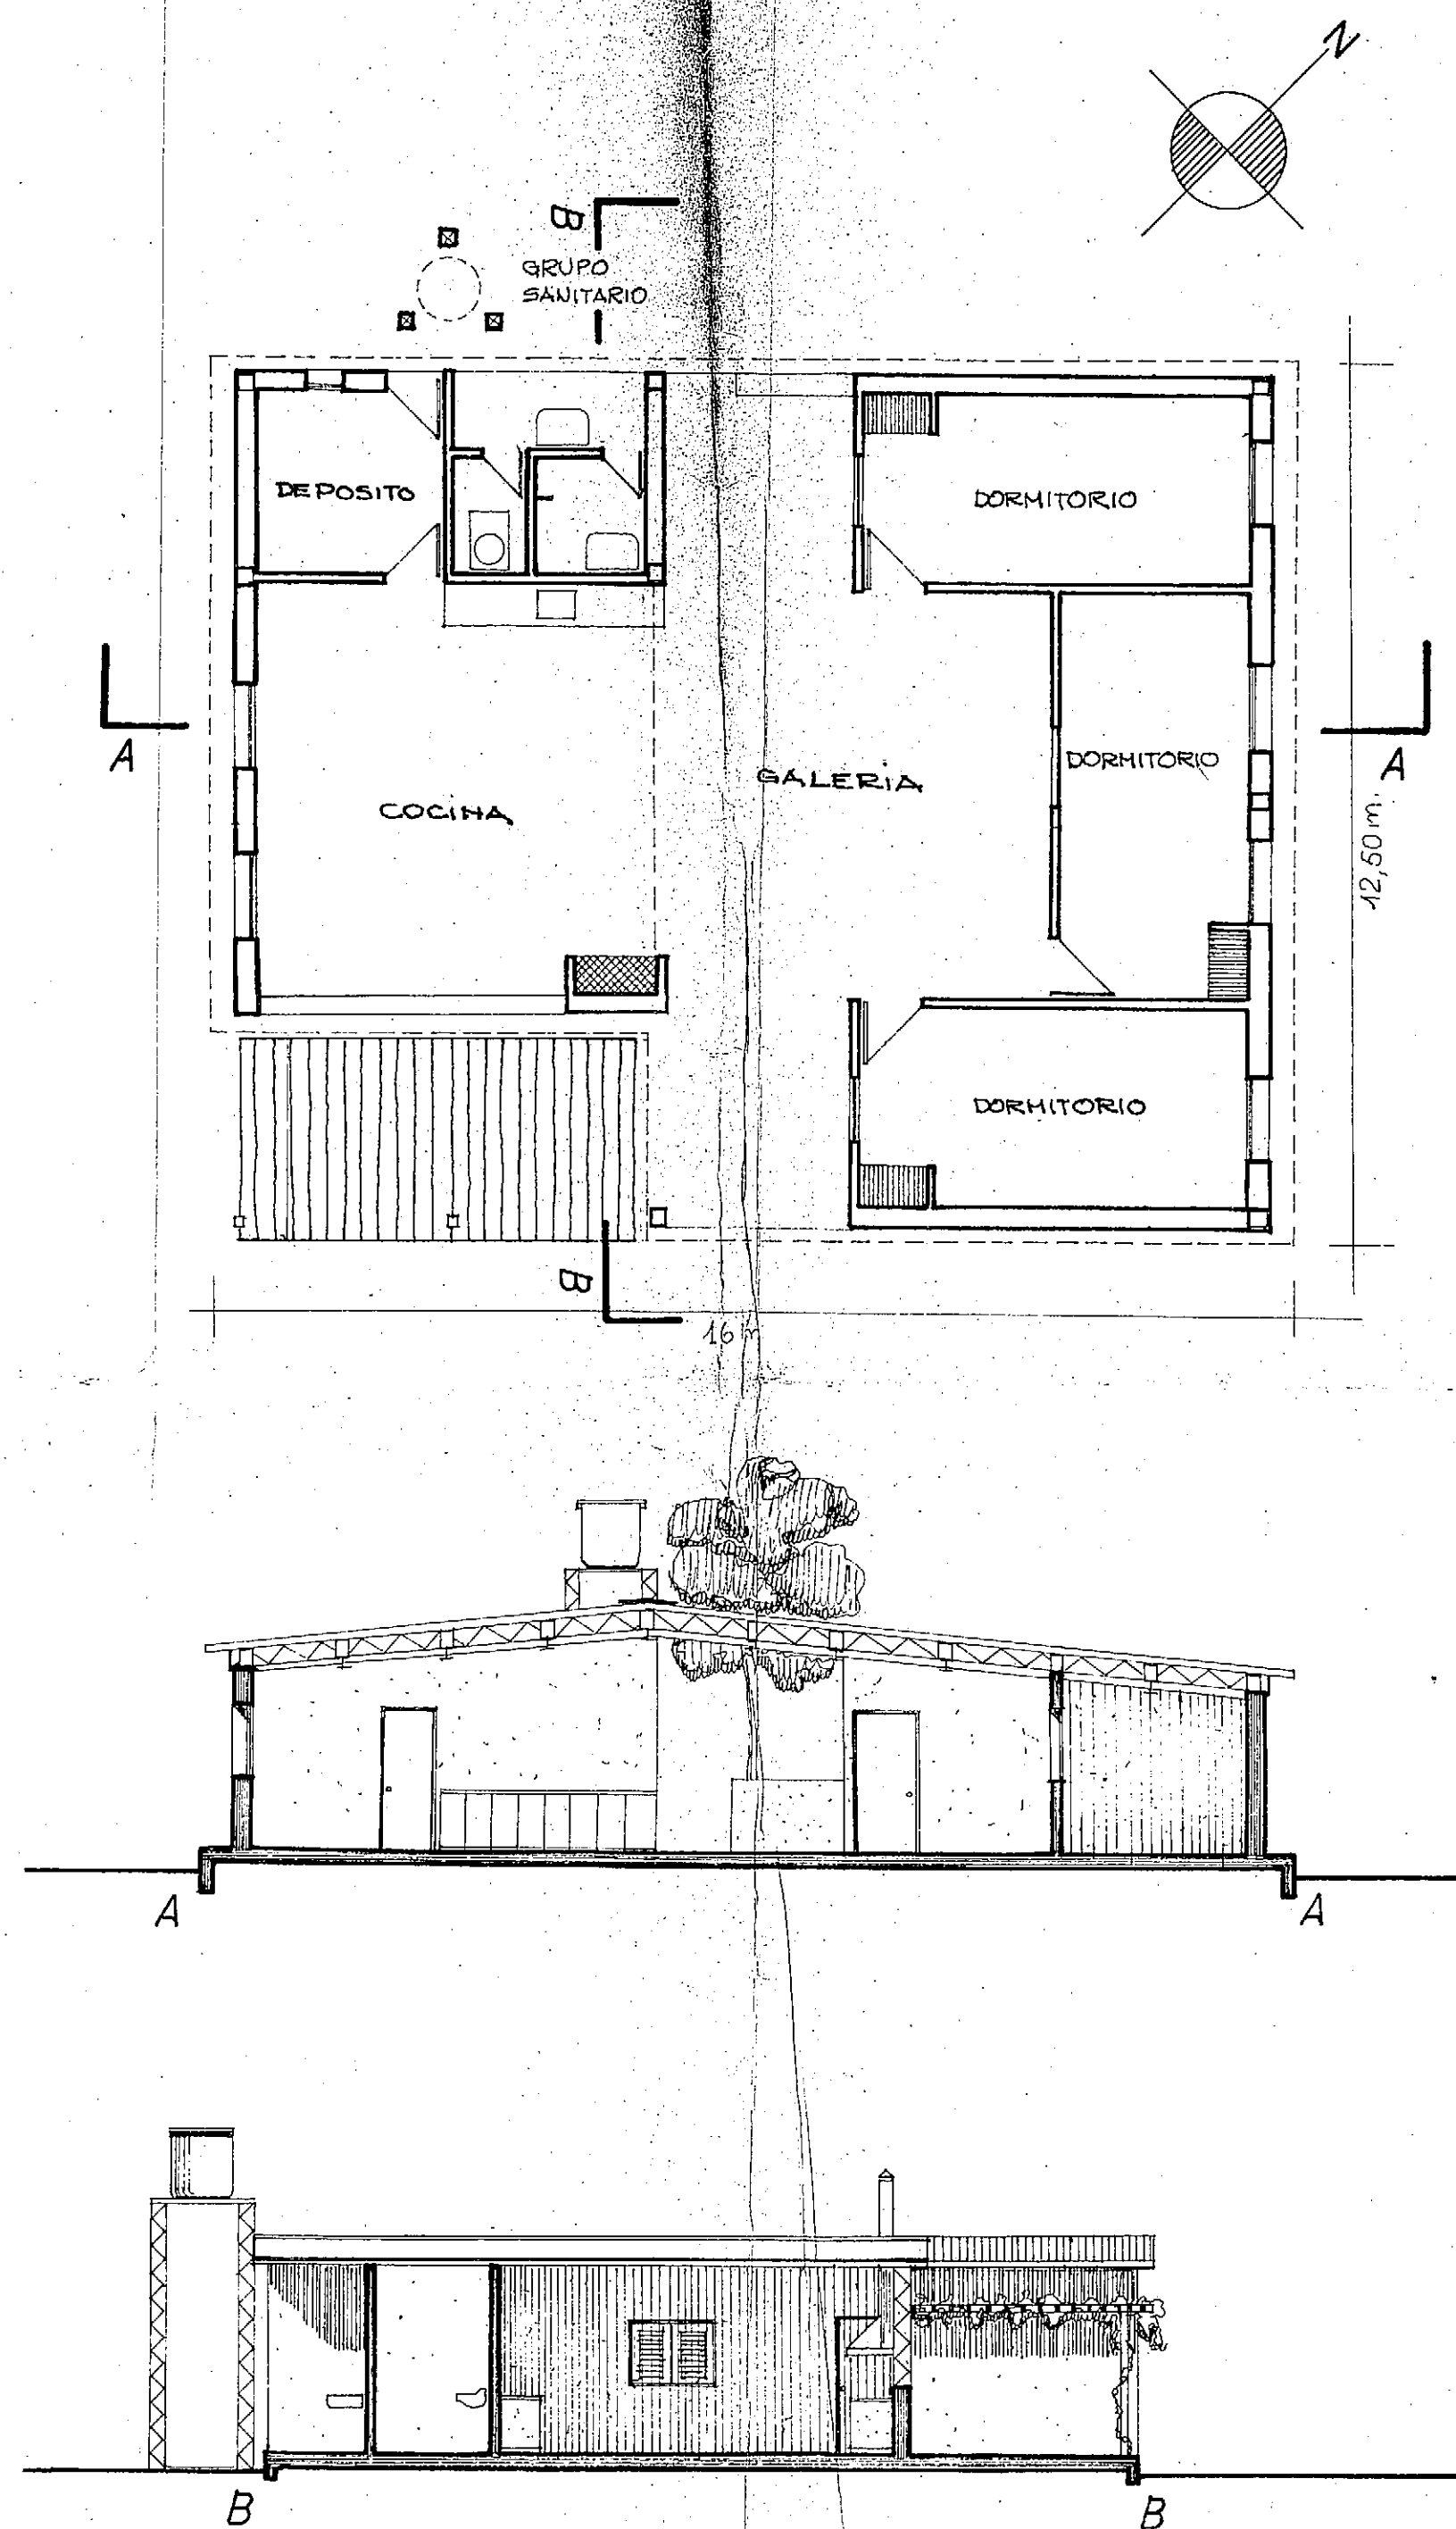 N
B
GRUPO
SANITARIO
DEPOSITO
DORMITORIO
A
COCINA
GALERIA
DORMITORIO
A
12,50 m.
DORMITORIO
B
16 m
A
A
B
B